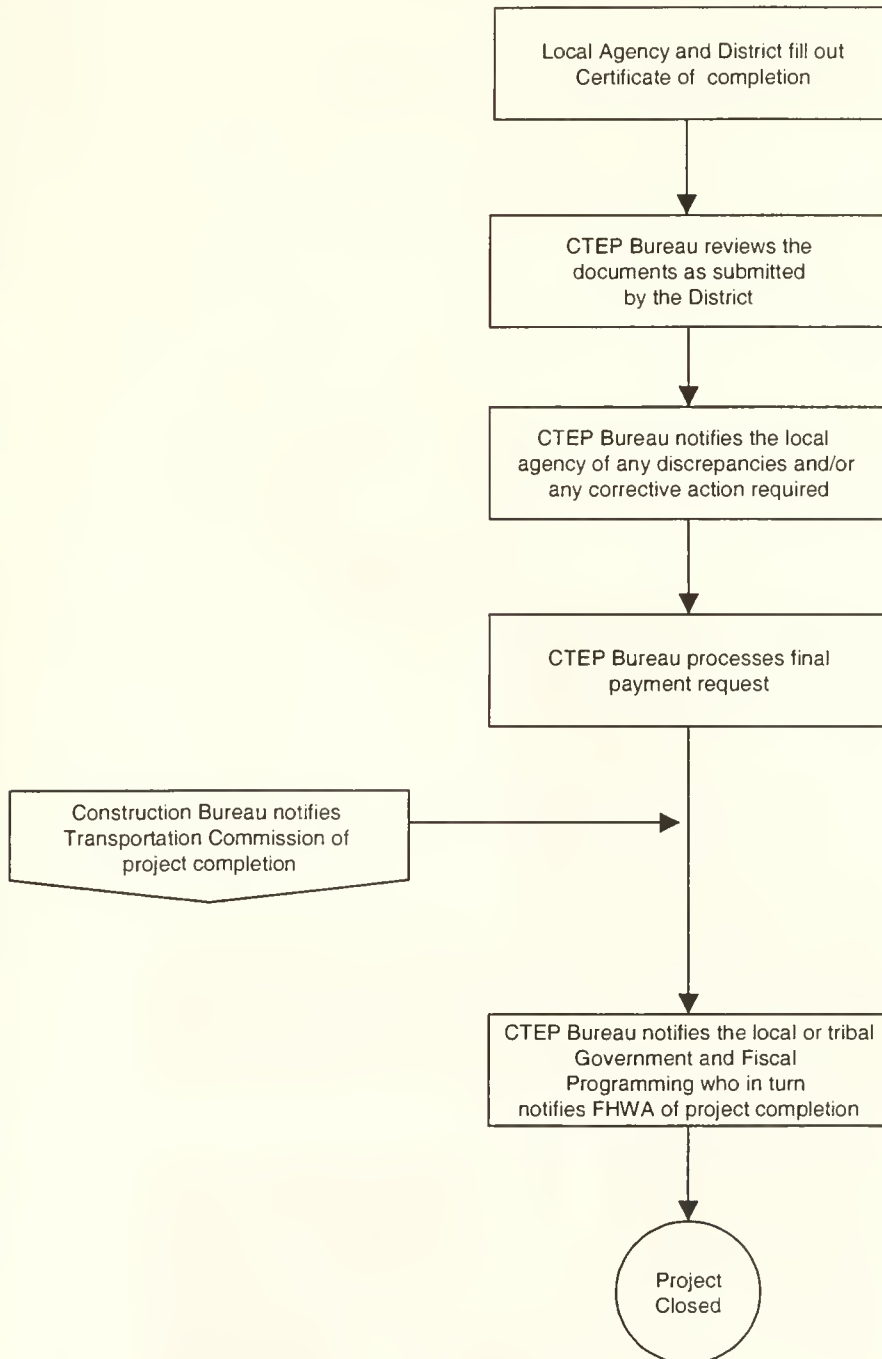 Local Agency and District fill out
Certificate of completion
CTEP Bureau reviews the
documents as submitted
by the District
CTEP Bureau notifies the local
agency of any discrepancies and/or
any corrective action required
CTEP Bureau processes final
payment request
Construction Bureau notifies
Transportation Commission of
project completion
CTEP Bureau notifies the local or tribal
Government and Fiscal
Programming who in turn
notifies FHWA of project completion
Project
Closed